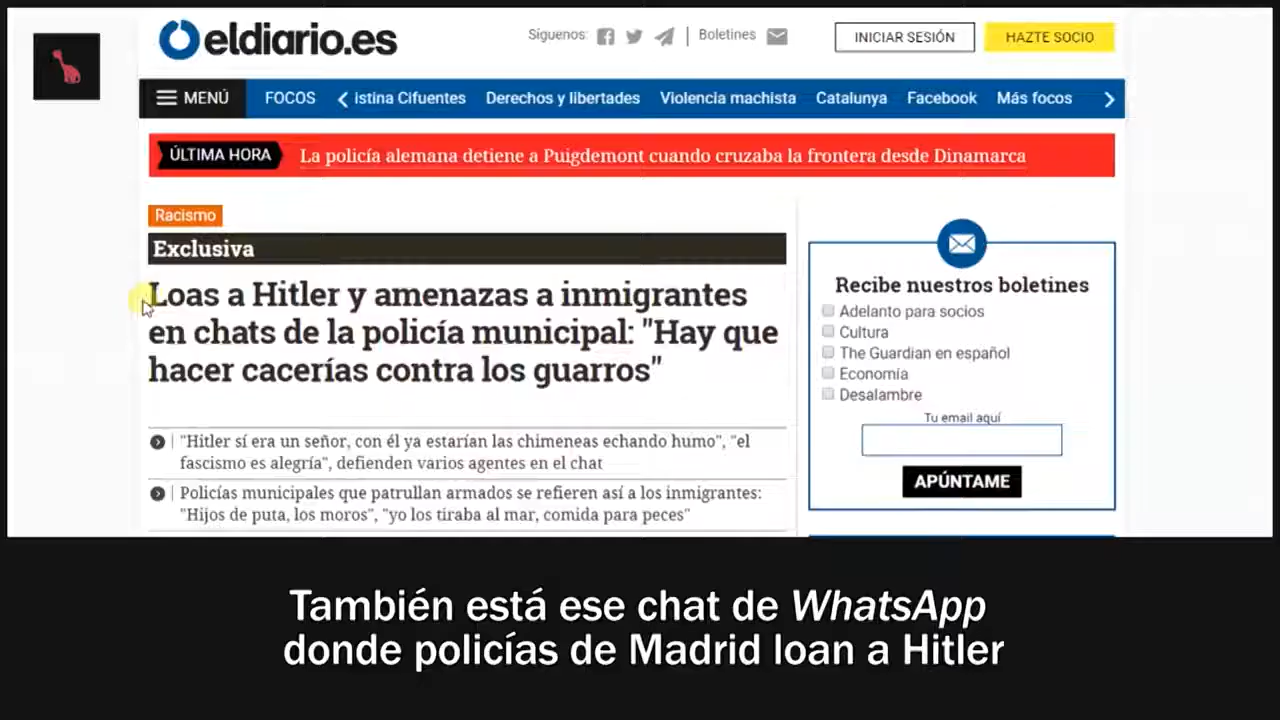 eldiario.es
Síguenos:
Boletines
INICIAR SESIÓN
HAZTE SOCIO
MENÚ
FOCOS
istina Cifuentes
Derechos y libertades
Violencia machista
Catalunya
Facebook
Más focos
ÚLTIMA HORA
La policía alemana detiene a Puigdemont cuando cruzaba la frontera desde Dinamarca
Racismo
Exclusiva
Loas a Hitler y amenazas a inmigrantes
en chats de la policía municipal: "Hay que
hacer cacerías contra los guarros"
"Hitler sí era un señor, con él ya estarían las chimeneas echando humo", "el
fascismo es alegría", defienden varios agentes en el chat
Policías municipales que patrullan armados se refieren así a los inmigrantes:
"Hijos de puta, los moros", "yo los tiraba al mar, comida para peces"
Recibe nuestros boletines
Adelanto para socios
Cultura
The Guardian en español
Economía
Desalambre
Tu email aquí
APÚNTAME
También está ese chat de WhatsApp
donde policías de Madrid loan a Hitler